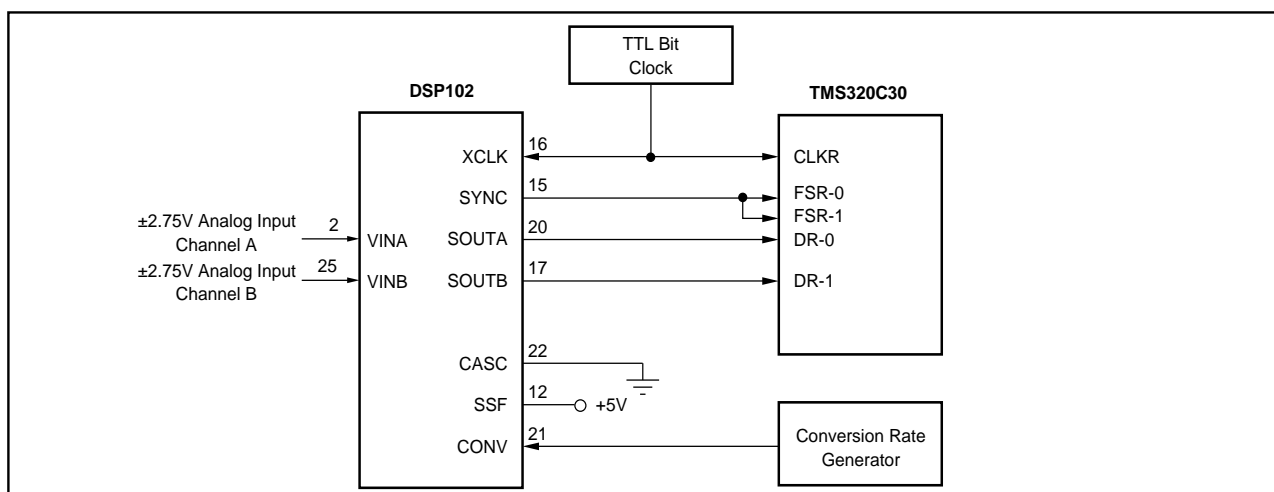 TTL Bit
Clock
DSP102
TMS320C30
XCLK
16
CLKR
SYNC
15
FSR-0
FSR-1
±2.75V Analog Input
Channel A
2
VINA
SOUTA
20
DR-0
±2.75V Analog Input
Channel B
25
VINB
SOUTB
17
DR-1
CASC
22
SSF
12
+5V
CONV
21
Conversion Rate
Generator